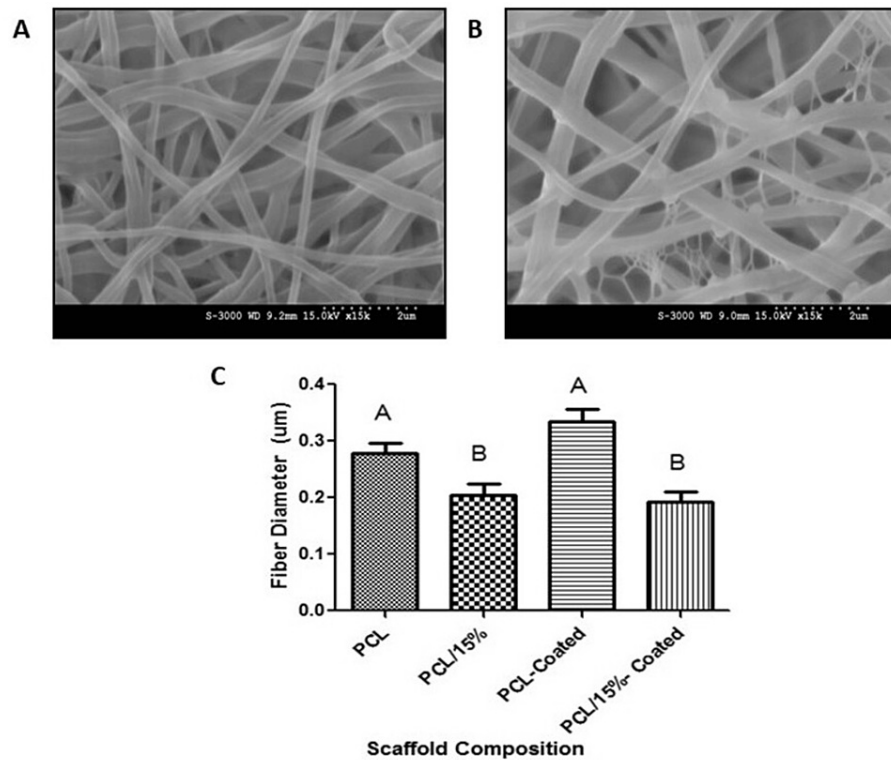 A
B
S-3000 WD 9.2mm 15.0kV x15k 2um
S-3000 WD 9.0mm 15.0kV x15k 2um
C
Fiber Diameter (um)
0.4
0.3
0.2
0.1
0.0
A
B
A
B
PCL
PCL/15%
PCL-Coated
PCL/15%- Coated
Scaffold Composition